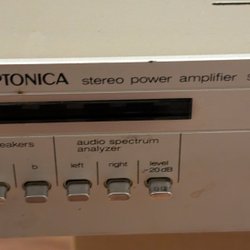 PTONICA stereo power amplifier S
eakers audio spectrum
analyzer
b left right level
-20 dB